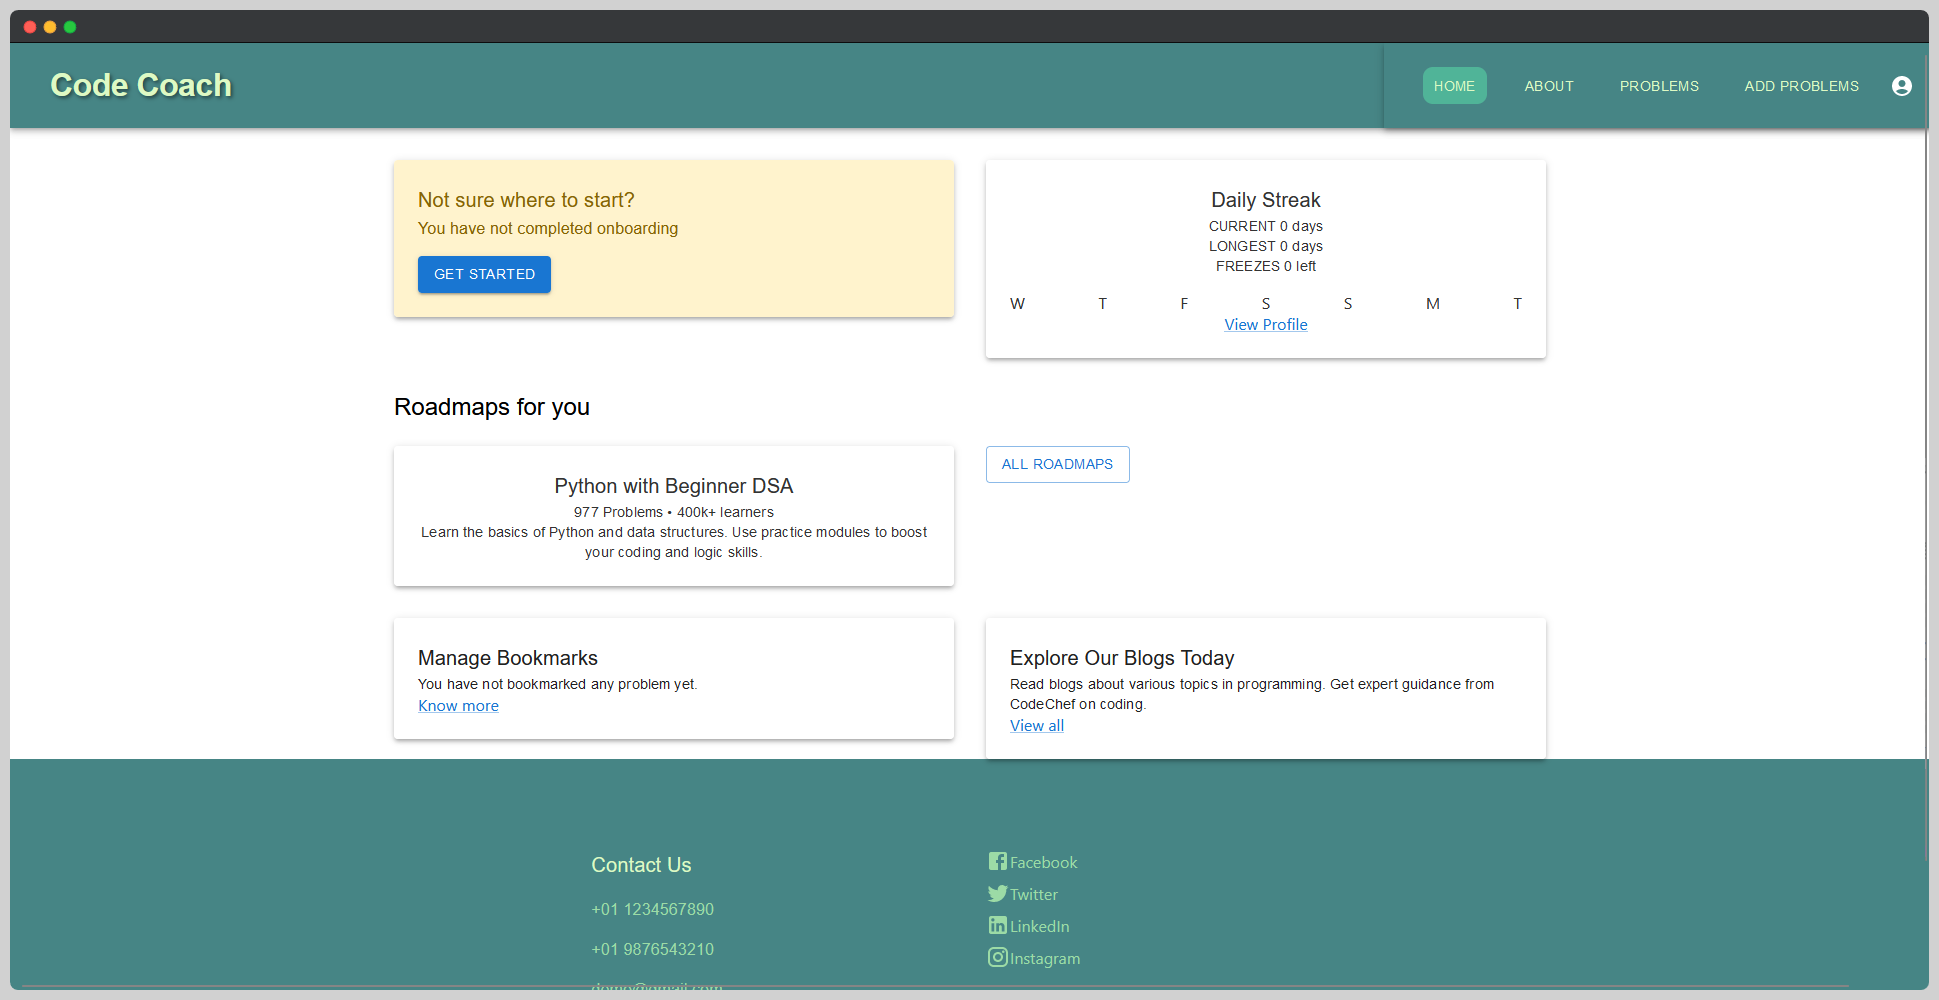 Code Coach
HOME
ABOUT
PROBLEMS
ADD PROBLEMS
Not sure where to start?
You have not completed onboarding
GET STARTED
Daily Streak
CURRENT 0 days
LONGEST 0 days
FREEZES 0 left
W T F S S M T
View Profile
Roadmaps for you
Python with Beginner DSA
977 Problems • 400k+ learners
Learn the basics of Python and data structures. Use practice modules to boost
your coding and logic skills.
ALL ROADMAPS
Manage Bookmarks
You have not bookmarked any problem yet.
Know more
Explore Our Blogs Today
Read blogs about various topics in programming. Get expert guidance from
CodeChef on coding.
View all
Contact Us
+01 1234567890
+01 9876543210
demo@gmail.com
Facebook
Twitter
LinkedIn
Instagram